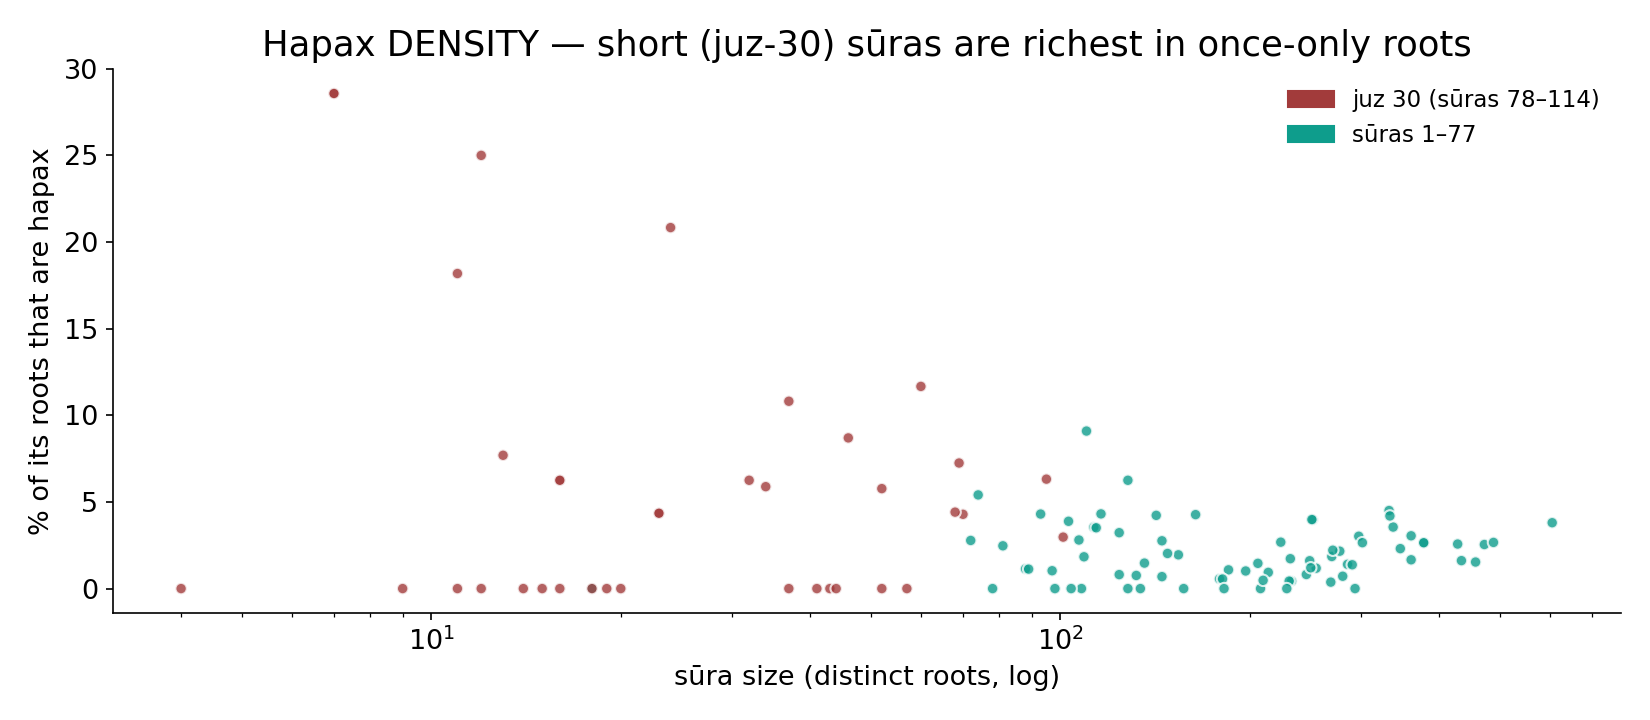 Hapax DENSITY — short (juz-30) sūras are richest in once-only roots
% of its roots that are hapax
30
25
20
15
10
5
0
juz 30 (sūras 78–114)
sūras 1–77
10¹
10²
sūra size (distinct roots, log)